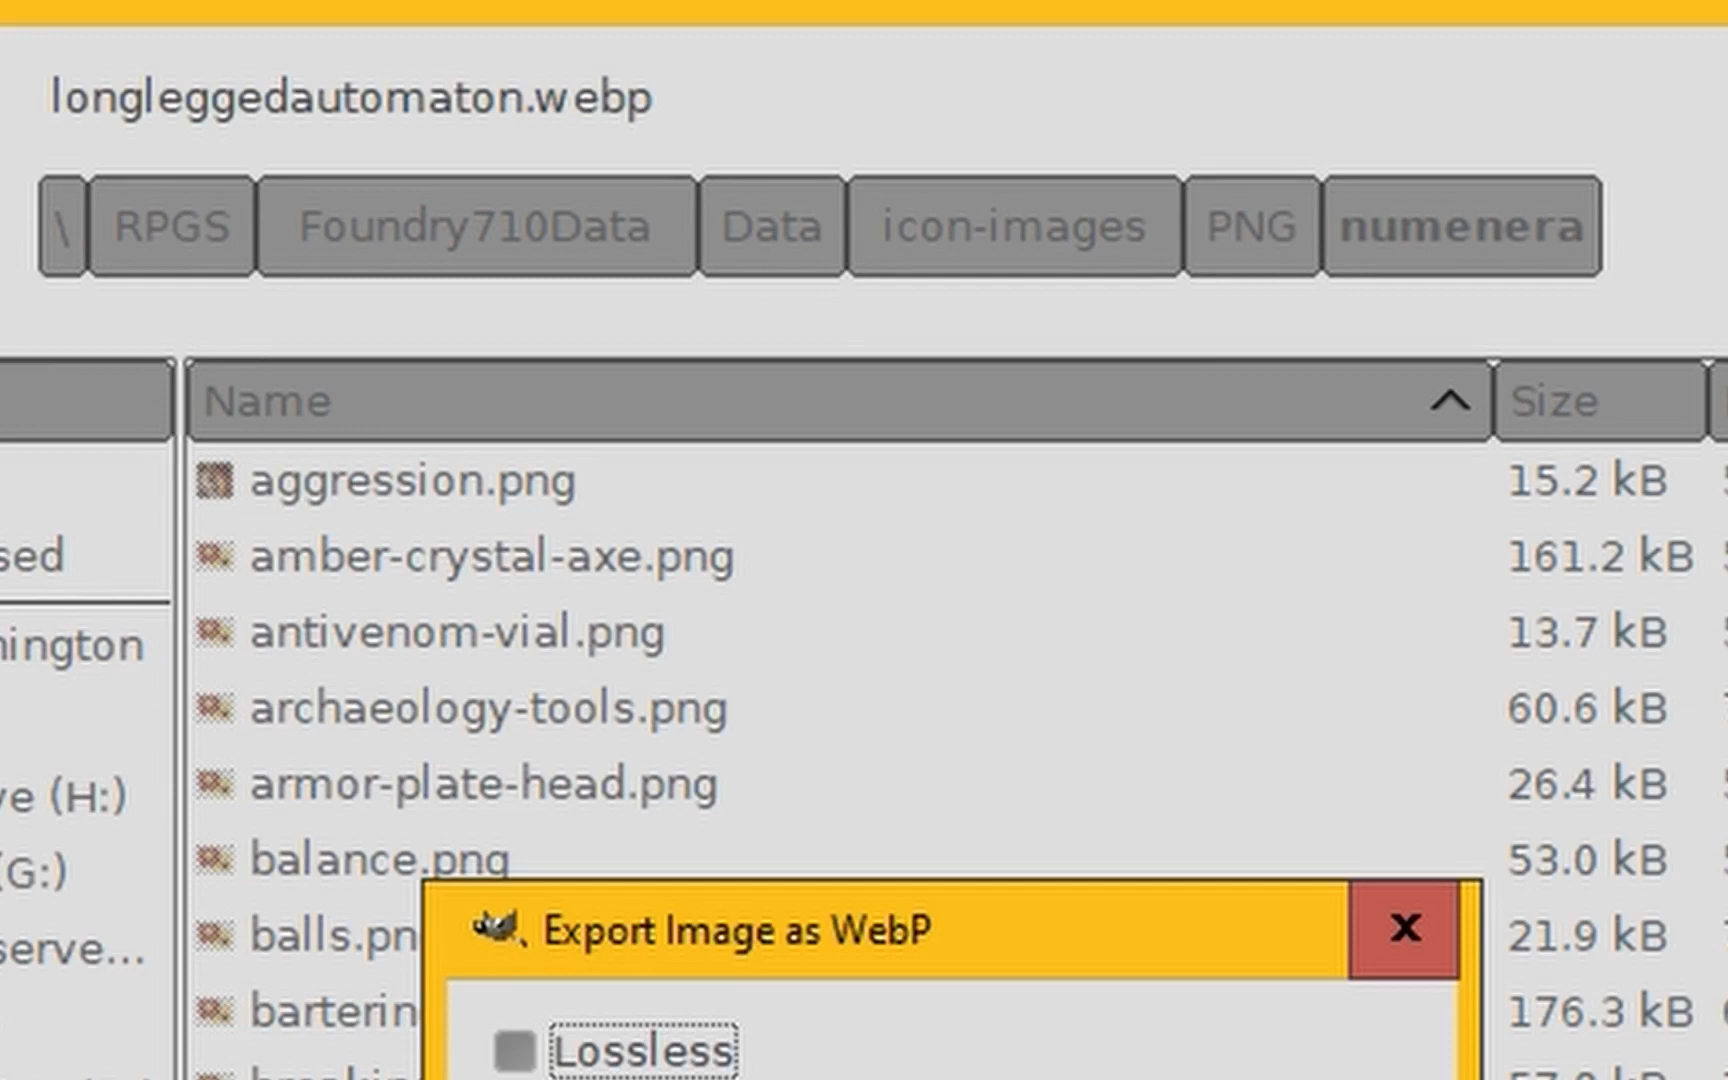 longleggedautomaton.webp
\ RPGS Foundry710Data Data icon-images PNG numenera
Name Size
aggression.png 15.2 kB
sed amber-crystal-axe.png 161.2 kB
antivenom-vial.png 13.7 kB
hington
archaeology-tools.png 60.6 kB
ve (H:) armor-plate-head.png 26.4 kB
(G:) balance.png 53.0 kB
serve... balls.pn 21.9 kB
Export Image as WebP x
barterin 176.3 kB
Lossless